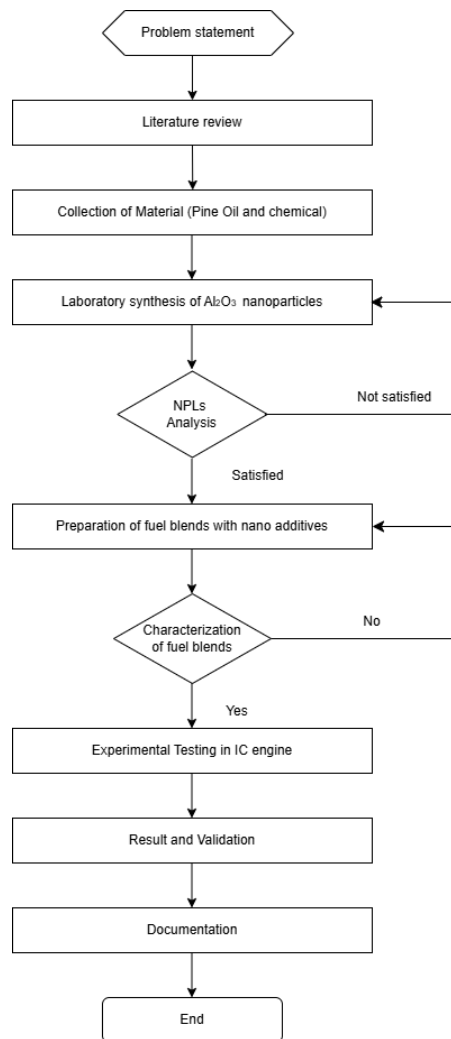 Problem statement
Literature review
Collection of Material (Pine Oil and chemical)
Laboratory synthesis of Al₂O₃ nanoparticles
NPLs
Analysis
Not satisfied
Satisfied
Preparation of fuel blends with nano additives
Characterization
of fuel blends
No
Yes
Experimental Testing in IC engine
Result and Validation
Documentation
End